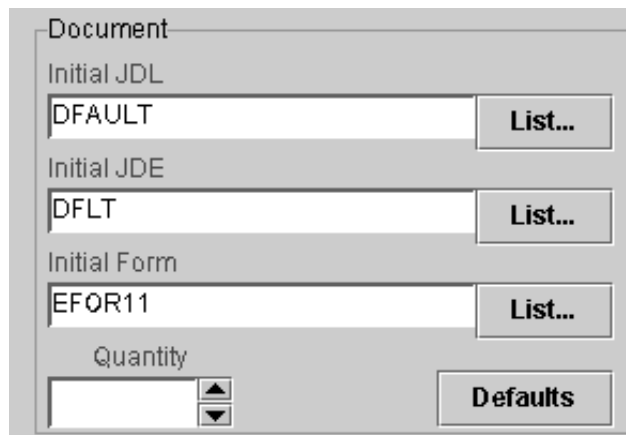 Document
Initial JDL
DFAULT
List...
Initial JDE
DFLT
List...
Initial Form
EFOR11
List...
Quantity
Defaults